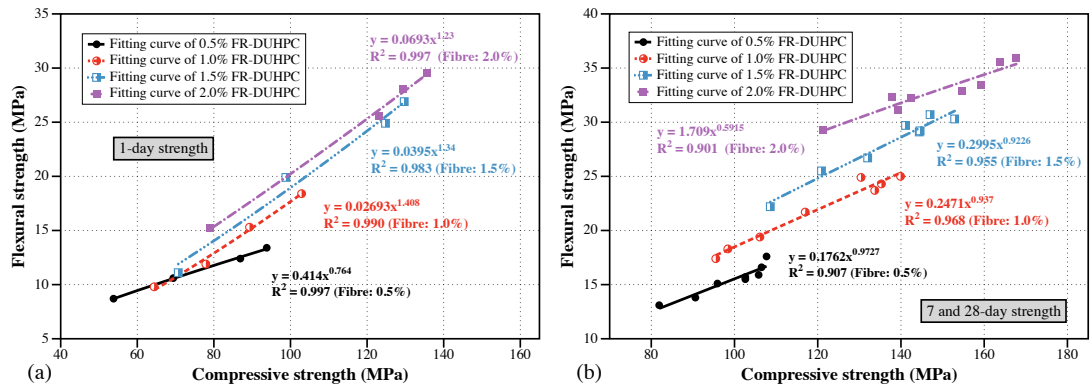 Flexural strength (MPa)
35
30
25
20
15
10
5
40 60 80 100 120 140 160
Compressive strength (MPa)
(a)
Fitting curve of 0.5% FR-DUHPC
Fitting curve of 1.0% FR-DUHPC
Fitting curve of 1.5% FR-DUHPC
Fitting curve of 2.0% FR-DUHPC
1-day strength
y = 0.0693x^1.23
R² = 0.997 (Fibre: 2.0%)
y = 0.0395x^1.34
R² = 0.983 (Fibre: 1.5%)
y = 0.02693x^1.408
R² = 0.990 (Fibre: 1.0%)
y = 0.414x^0.764
R² = 0.997 (Fibre: 0.5%)
Flexural strength (MPa)
40
35
30
25
20
15
10
80 100 120 140 160
Compressive strength (MPa)
(b)
Fitting curve of 0.5% FR-DUHPC
Fitting curve of 1.0% FR-DUHPC
Fitting curve of 1.5% FR-DUHPC
Fitting curve of 2.0% FR-DUHPC
y = 1.709x^0.5915
R² = 0.901 (Fibre: 2.0%)
y = 0.2995x^0.9226
R² = 0.955 (Fibre: 1.5%)
y = 0.2471x^0.937
R² = 0.968 (Fibre: 1.0%)
y = 0.1762x^0.9727
R² = 0.907 (Fibre: 0.5%)
7 and 28-day strength